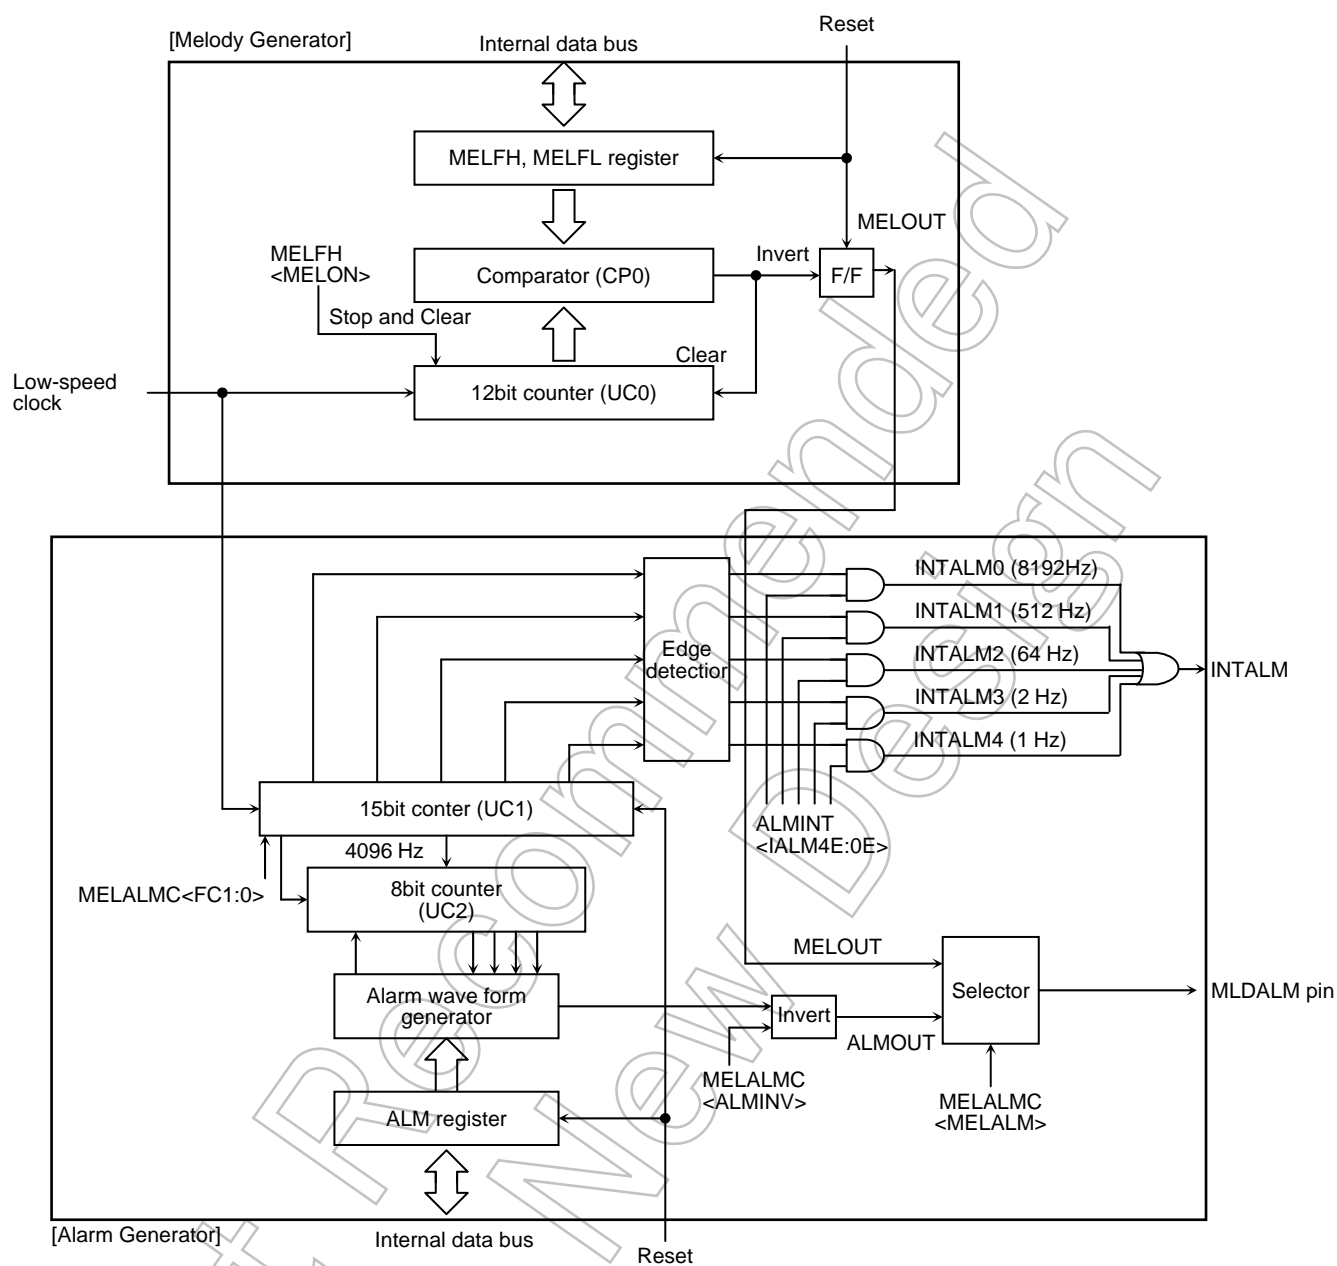 Reset
[Melody Generator]
Internal data bus
MELFH, MELFL register
MELOUT
MELFH
<MELON>
Invert
Comparator (CP0)
F/F
Stop and Clear
Clear
Low-speed
clock
12bit counter (UC0)
INTALM0 (8192Hz)
INTALM1 (512 Hz)
Edge
detection
INTALM2 (64 Hz)
INTALM
INTALM3 (2 Hz)
INTALM4 (1 Hz)
15bit conter (UC1)
ALMINT
<IALM4E:0E>
4096 Hz
MELALMC<FC1:0>
8bit counter
(UC2)
MELOUT
Alarm wave form
generator
Selector
MLDALM pin
Invert
ALMOUT
MELALMC
<ALMINV>
MELALMC
<MELALM>
ALM register
[Alarm Generator]
Internal data bus
Reset
Not Recommended
New Design